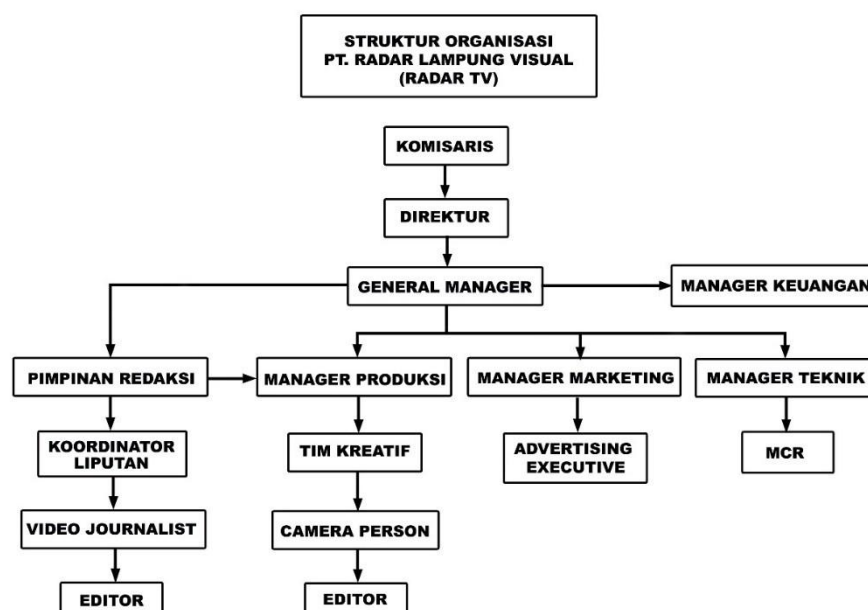 STRUKTUR ORGANISASI
PT. RADAR LAMPUNG VISUAL
(RADAR TV)
KOMISARIS
DIREKTUR
GENERAL MANAGER
MANAGER KEUANGAN
PIMPINAN REDAKSI
MANAGER PRODUKSI
MANAGER MARKETING
MANAGER TEKNIK
KOORDINATOR
LIPUTAN
TIM KREATIF
ADVERTISING
EXECUTIVE
MCR
VIDEO JOURNALIST
CAMERA PERSON
EDITOR
EDITOR